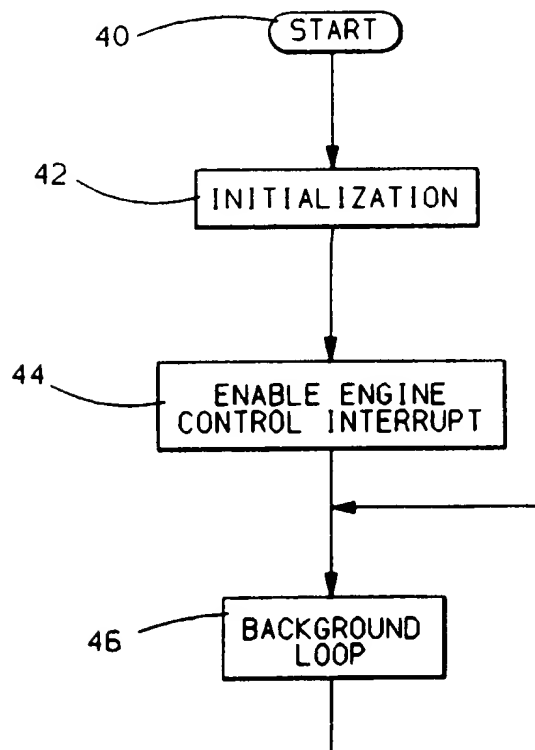 40
START
42
INITIALIZATION
44
ENABLE ENGINE
CONTROL INTERRUPT
46
BACKGROUND
LOOP